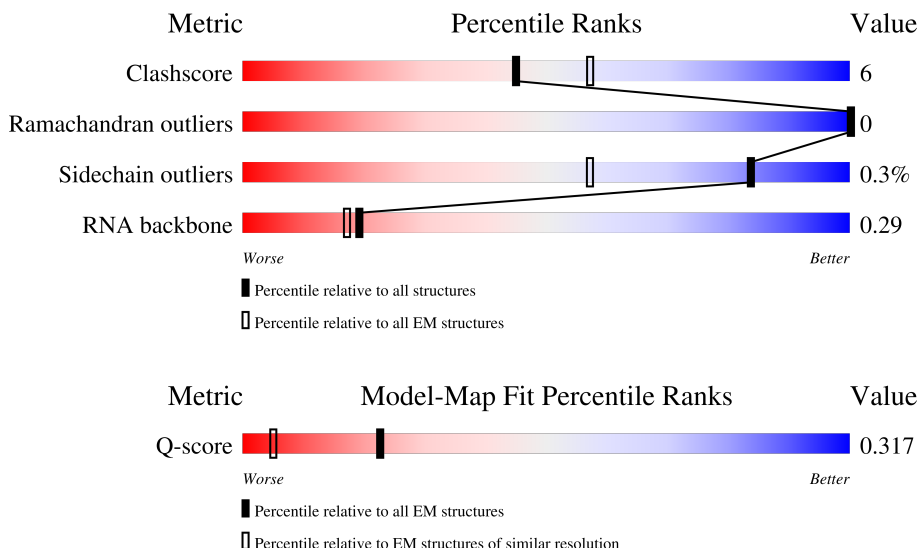 Metric Percentile Ranks Value
Clashscore 6
Ramachandran outliers 0
Sidechain outliers 0.3%
RNA backbone 0.29
Worse Better
Percentile relative to all structures
Percentile relative to all EM structures
Metric Model-Map Fit Percentile Ranks Value
Q-score 0.317
Worse Better
Percentile relative to all EM structures
Percentile relative to EM structures of similar resolution